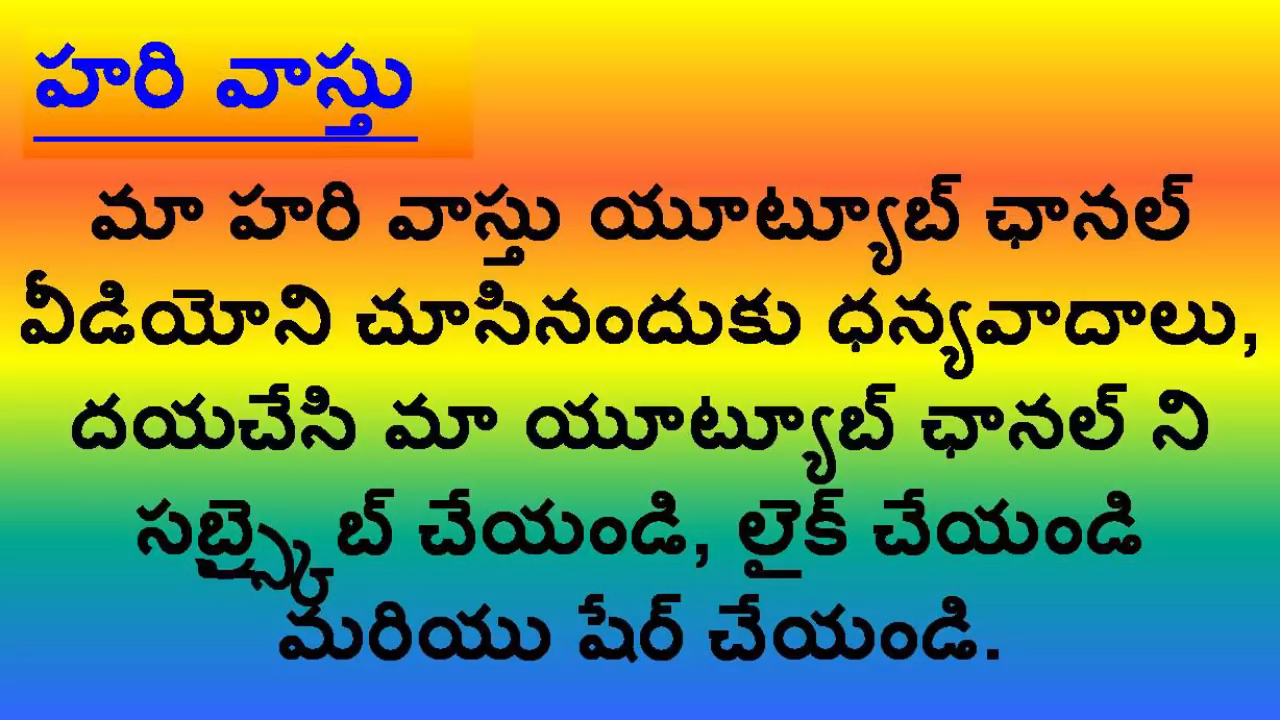 హరి వాస్తు
మా హరి వాస్తు యూట్యూబ్ ఛానల్
వీడియోని చూసినందుకు ధన్యవాదాలు,
దయచేసి మా యూట్యూబ్ ఛానల్ ని
సబ్స్క్రైబ్ చేయండి, లైక్ చేయండి
మరియు షేర్ చేయండి.